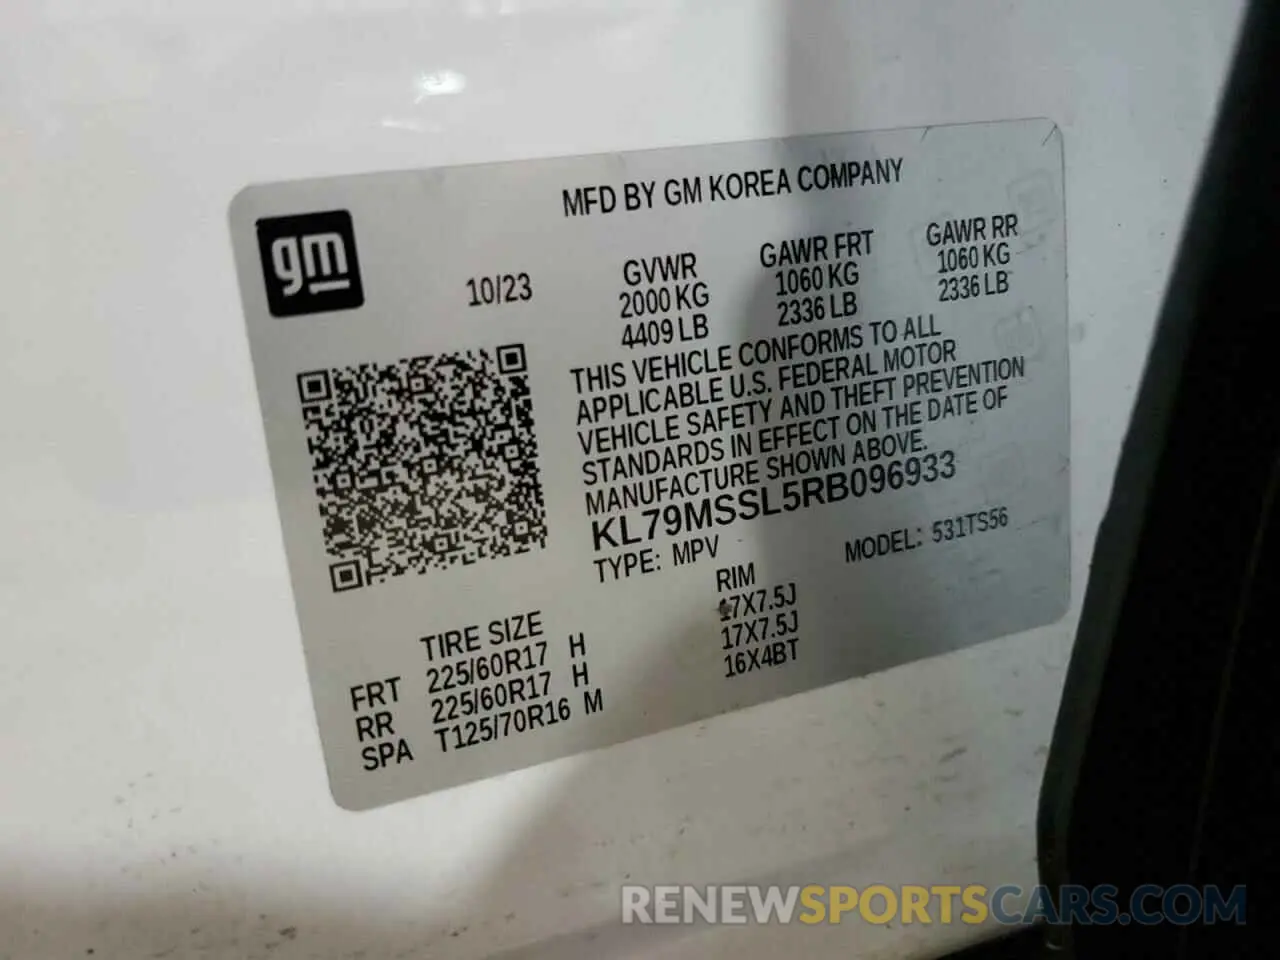 MFD BY GM KOREA COMPANY
gm
10/23
GVWR GAWR FRT GAWR RR
2000 KG 1060 KG 1060 KG
4409 LB 2336 LB 2336 LB
THIS VEHICLE CONFORMS TO ALL
APPLICABLE U.S. FEDERAL MOTOR
VEHICLE SAFETY AND THEFT PREVENTION
STANDARDS IN EFFECT ON THE DATE OF
MANUFACTURE SHOWN ABOVE.
KL79MSSL5RB096933
TYPE: MPV MODEL: 531TS56
TIRE SIZE RIM
FRT 225/60R17 H 17X7.5J
RR 225/60R17 H 17X7.5J
SPA T125/70R16 M 16X4BT
RENEWSPORTSCARS.COM